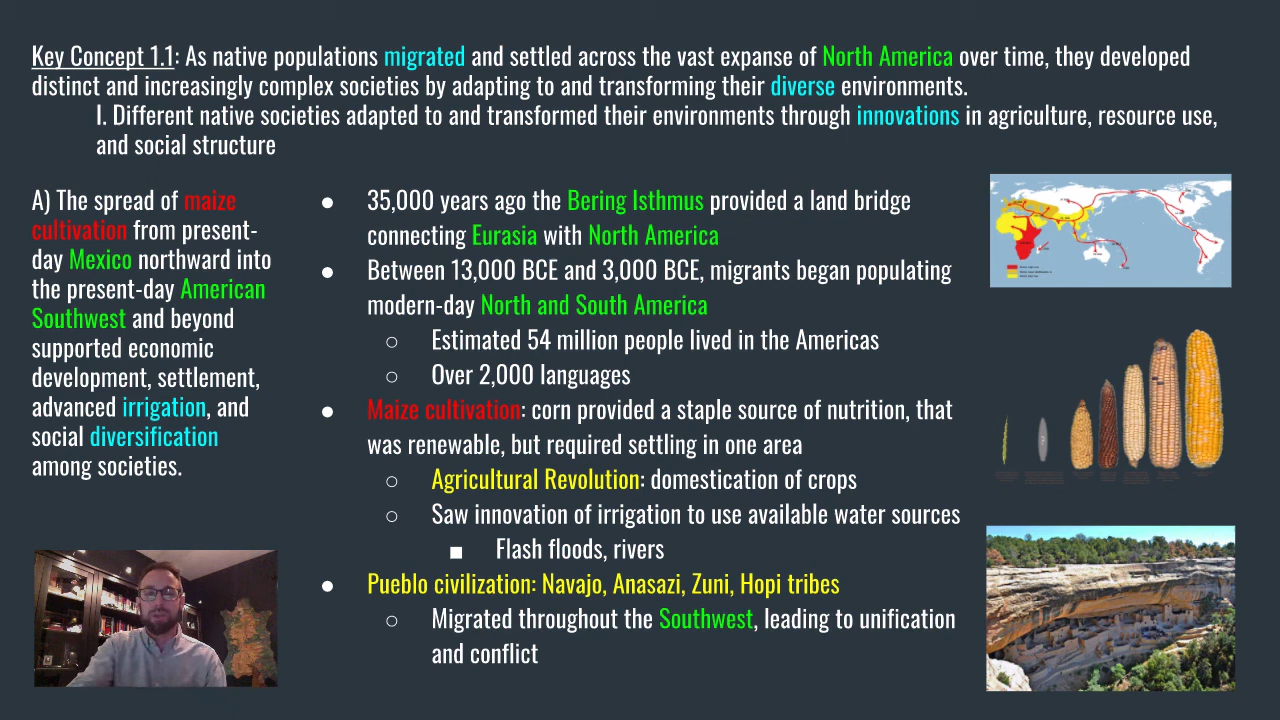 Key Concept 1.1: As native populations migrated and settled across the vast expanse of North America over time, they developed
distinct and increasingly complex societies by adapting to and transforming their diverse environments.
I. Different native societies adapted to and transformed their environments through innovations in agriculture, resource use,
and social structure
A) The spread of maize
cultivation from present-
day Mexico northward into
the present-day American
Southwest and beyond
supported economic
development, settlement,
advanced irrigation, and
social diversification
among societies.
● 35,000 years ago the Bering Isthmus provided a land bridge
connecting Eurasia with North America
● Between 13,000 BCE and 3,000 BCE, migrants began populating
modern-day North and South America
○ Estimated 54 million people lived in the Americas
○ Over 2,000 languages
● Maize cultivation: corn provided a staple source of nutrition, that
was renewable, but required settling in one area
○ Agricultural Revolution: domestication of crops
○ Saw innovation of irrigation to use available water sources
■ Flash floods, rivers
● Pueblo civilization: Navajo, Anasazi, Zuni, Hopi tribes
○ Migrated throughout the Southwest, leading to unification
and conflict